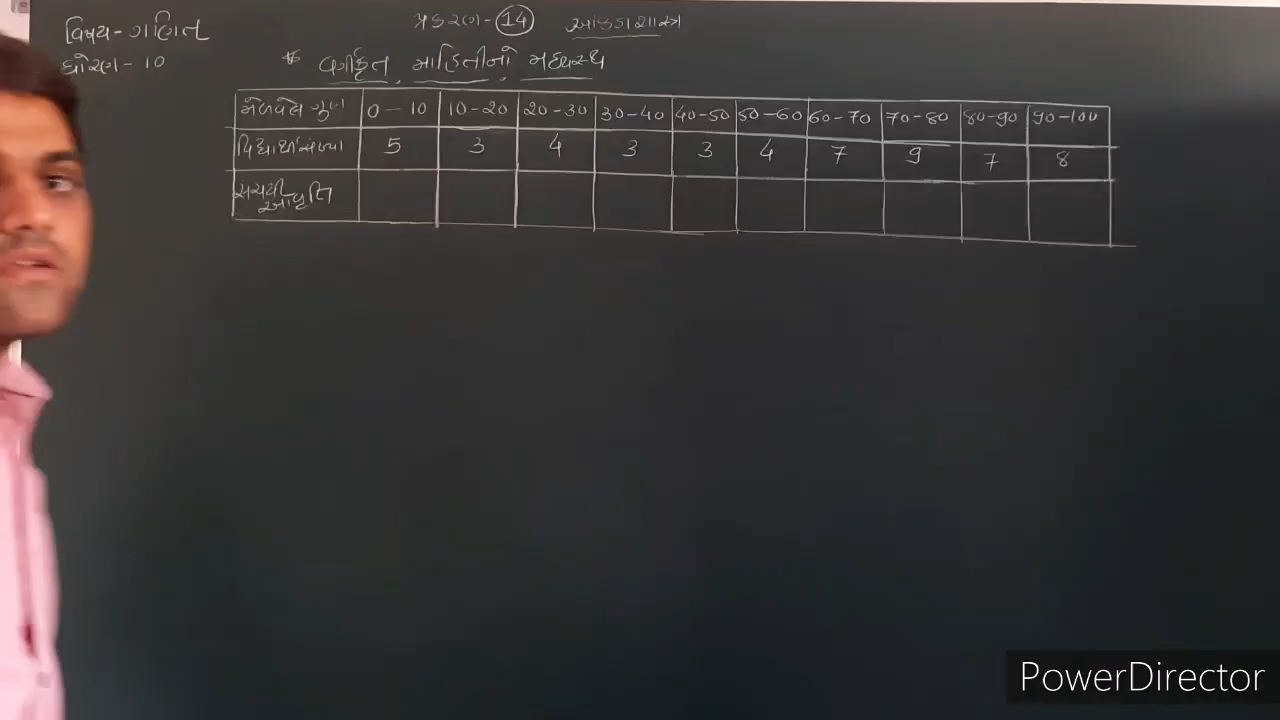 વિષય - ગણિત
ધોરણ - 10
પ્રકરણ - 14 આંકડાશાસ્ત્ર
* વર્ગીકૃત માહિતીનો મધ્યસ્થ
મેળવેલ ગુણ 0 - 10 10 - 20 20 - 30 30 - 40 40 - 50 50 - 60 60 - 70 70 - 80 80 - 90 90 - 100
વિદ્યાર્થીસંખ્યા 5 3 4 3 3 4 7 9 7 8
સંચયી આવૃતિ
PowerDirector